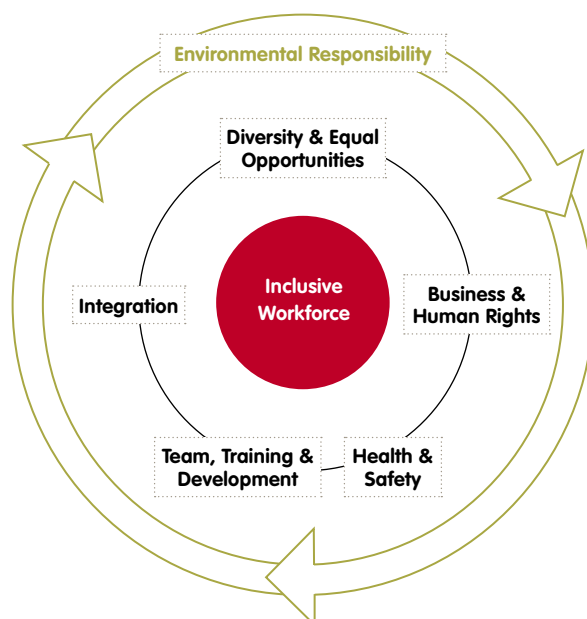 Environmental Responsibility
Diversity & Equal
Opportunities
Inclusive
Workforce
Integration
Business &
Human Rights
Team, Training &
Development
Health &
Safety